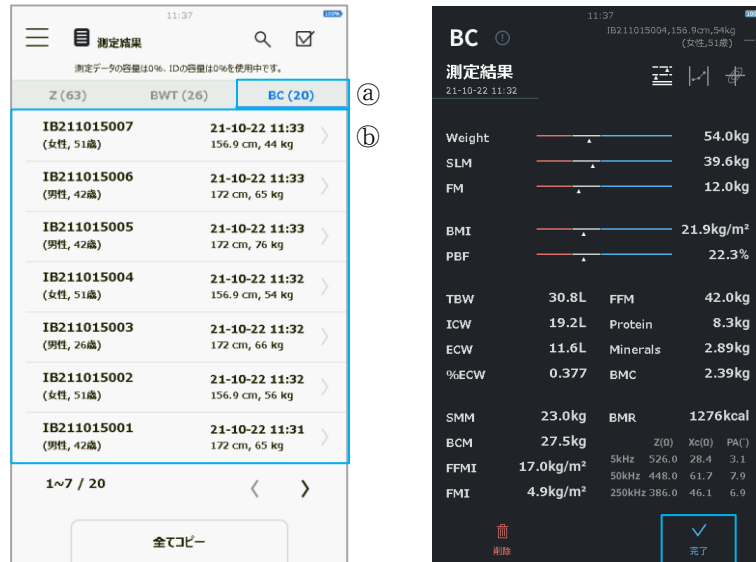 11:37
100%
測定結果
測定データの容量は0%、IDの容量は0%を使用中です。
Z (63) BWT (26) BC (20)
ⓐ
ⓑ
IB211015007 21-10-22 11:33
(女性, 51歳) 156.9 cm, 44 kg
IB211015006 21-10-22 11:33
(男性, 42歳) 172 cm, 65 kg
IB211015005 21-10-22 11:33
(男性, 42歳) 172 cm, 76 kg
IB211015004 21-10-22 11:32
(女性, 51歳) 156.9 cm, 54 kg
IB211015003 21-10-22 11:32
(男性, 26歳) 172 cm, 66 kg
IB211015002 21-10-22 11:32
(女性, 51歳) 156.9 cm, 56 kg
IB211015001 21-10-22 11:31
(男性, 42歳) 172 cm, 65 kg
1~7 / 20
全てコピー
11:37
100
BC
IB211015004,156.9cm,54kg
(女性,51歳)
測定結果
21-10-22 11:32
Weight 54.0kg
SLM 39.6kg
FM 12.0kg
BMI 21.9kg/m²
PBF 22.3%
TBW 30.8L FFM 42.0kg
ICW 19.2L Protein 8.3kg
ECW 11.6L Minerals 2.89kg
%ECW 0.377 BMC 2.39kg
SMM 23.0kg BMR 1276kcal
BCM 27.5kg Z(Ω) Xc(Ω) PA(˚)
FFMI 17.0kg/m² 5kHz 526.0 28.4 3.1
50kHz 448.0 61.7 7.9
FMI 4.9kg/m² 250kHz 386.0 46.1 6.9
削除 完了